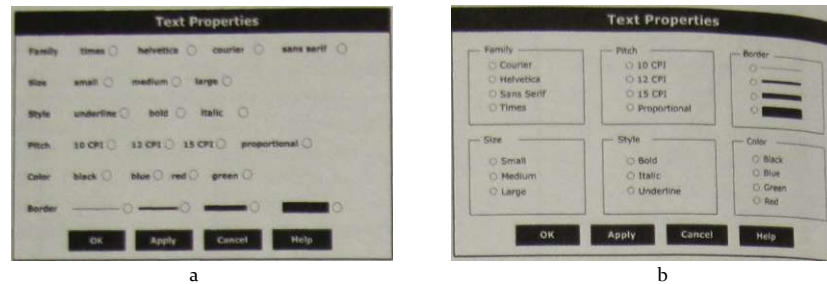 Text Properties
Family times helvetica courier sans serif
Size small medium large
Style underline bold italic
Pitch 10 CPI 12 CPI 15 CPI proportional
Color black blue red green
Border
OK Apply Cancel Help
a
Text Properties
Family Pitch Border
Courier 10 CPI
Helvetica 12 CPI
Sans Serif 15 CPI
Times Proportional
Size Style Color
Small Bold Black
Medium Italic Blue
Large Underline Green
Red
OK Apply Cancel Help
b